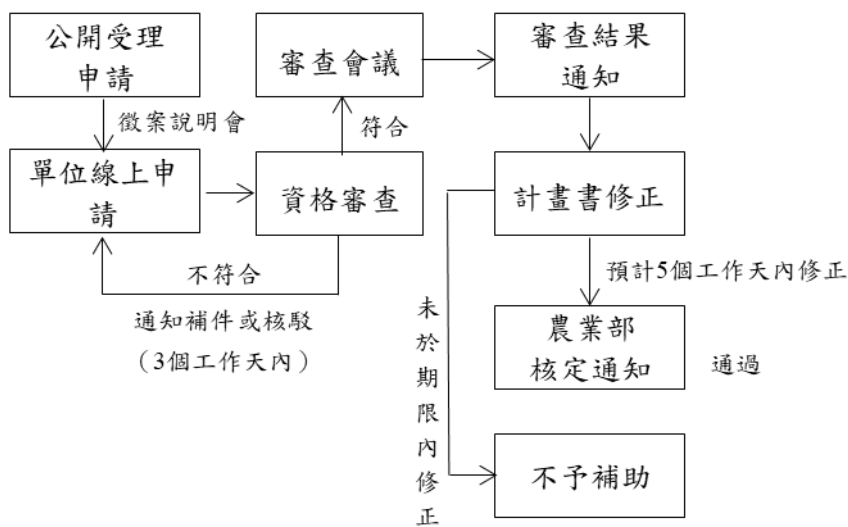 公開受理
申請
徵案說明會
單位線上申
請
資格審查
不符合
通知補件或核駁
（3個工作天內）
符合
審查會議
審查結果
通知
計畫書修正
預計5個工作天內修正
農業部
核定通知
通過
未於期限內修正
不予補助